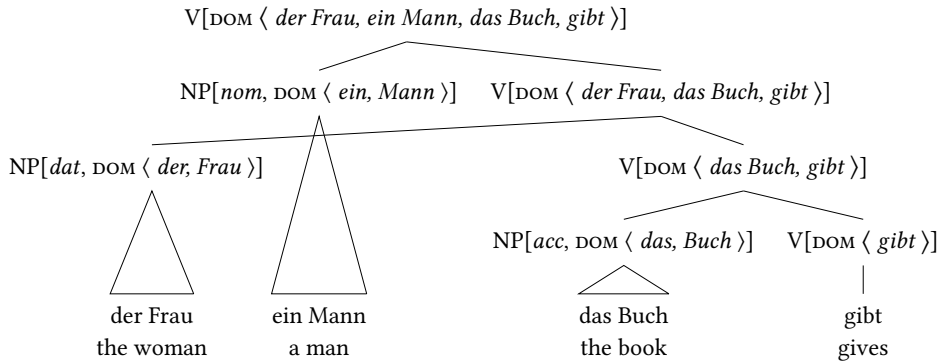 V[DOM ⟨ der Frau, ein Mann, das Buch, gibt ⟩]
NP[nom, DOM ⟨ ein, Mann ⟩] V[DOM ⟨ der Frau, das Buch, gibt ⟩]
NP[dat, DOM ⟨ der, Frau ⟩] V[DOM ⟨ das Buch, gibt ⟩]
NP[acc, DOM ⟨ das, Buch ⟩] V[DOM ⟨ gibt ⟩]
der Frau ein Mann das Buch gibt
the woman a man the book gives